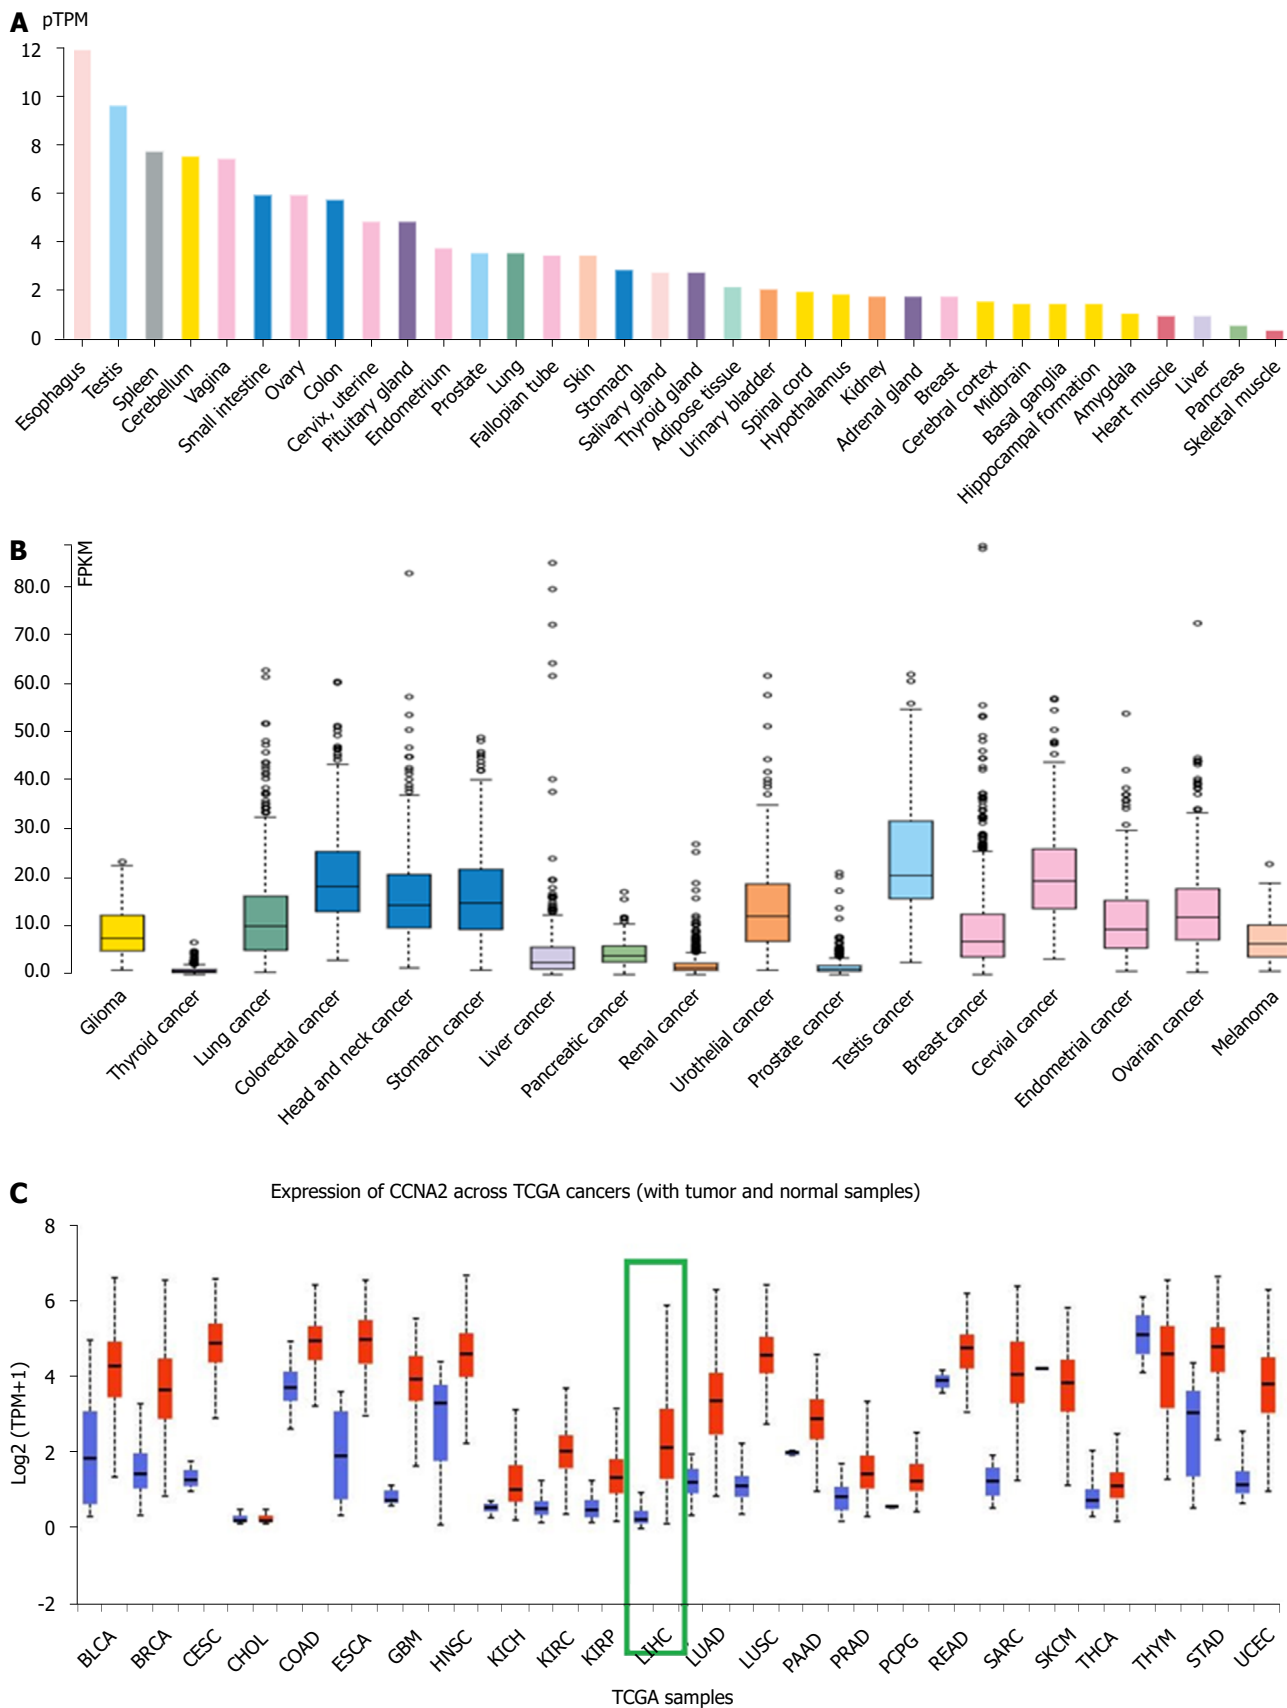 A pTPM
12
10
8
6
4
2
0
Esophagus
Testis
Spleen
Cerebellum
Vagina
Small intestine
Ovary
Colon
Cervix, uterine
Pituitary gland
Endometrium
Prostate
Lung
Fallopian tube
Skin
Stomach
Salivary gland
Thyroid gland
Adipose tissue
Urinary bladder
Spinal cord
Hypothalamus
Kidney
Adrenal gland
Breast
Cerebral cortex
Midbrain
Basal ganglia
Hippocampal formation
Amygdala
Heart muscle
Liver
Pancreas
Skeletal muscle
B
FPKM
80.0
70.0
60.0
50.0
40.0
30.0
20.0
10.0
0.0
Glioma
Thyroid cancer
Lung cancer
Colorectal cancer
Head and neck cancer
Stomach cancer
Liver cancer
Pancreatic cancer
Renal cancer
Urothelial cancer
Prostate cancer
Testis cancer
Breast cancer
Cervial cancer
Endometrial cancer
Ovarian cancer
Melanoma
C
Expression of CCNA2 across TCGA cancers (with tumor and normal samples)
Log2 (TPM+1)
8
6
4
2
0
-2
BLCA
BRCA
CESC
CHOL
COAD
ESCA
GBM
HNSC
KICH
KIRC
KIRP
LIHC
LUAD
LUSC
PAAD
PRAD
PCPG
READ
SARC
SKCM
THCA
THYM
STAD
UCEC
TCGA samples